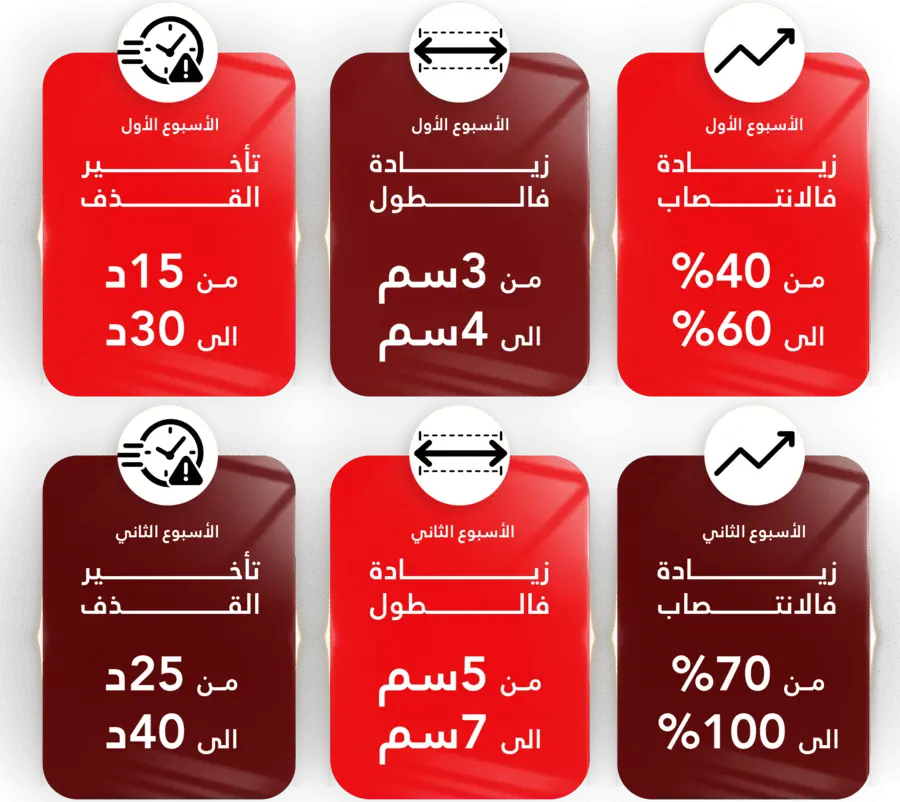 الأسبوع الأول
زيادة
فالانتصاب
من 40%
الى 60%
الأسبوع الأول
زيادة
فالطول
من 3سم
الى 4سم
الأسبوع الأول
تأخير
القذف
من 15د
الى 30د
الأسبوع الثاني
زيادة
فالانتصاب
من 70%
الى 100%
الأسبوع الثاني
زيادة
فالطول
من 5سم
الى 7سم
الأسبوع الثاني
تأخير
القذف
من 25د
الى 40د